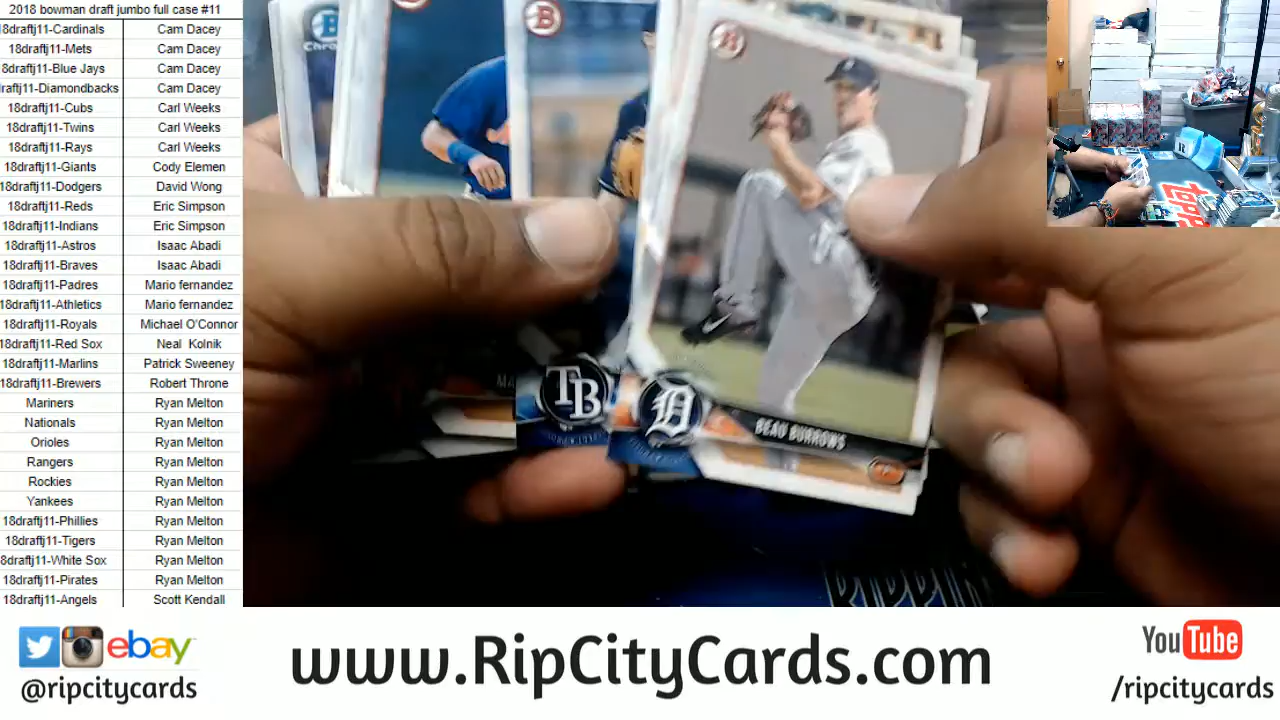 2018 bowman draft jumbo full case #11
18draftj11-Cardinals Cam Dacey
18draftj11-Mets Cam Dacey
8draftj11-Blue Jays Cam Dacey
raftj11-Diamondbacks Cam Dacey
18draftj11-Cubs Carl Weeks
18draftj11-Twins Carl Weeks
18draftj11-Rays Carl Weeks
18draftj11-Giants Cody Elemen
18draftj11-Dodgers David Wong
18draftj11-Reds Eric Simpson
18draftj11-Indians Eric Simpson
18draftj11-Astros Isaac Abadi
18draftj11-Braves Isaac Abadi
18draftj11-Padres Mario fernandez
18draftj11-Athletics Mario fernandez
18draftj11-Royals Michael O'Connor
18draftj11-Red Sox Neal Kolnik
18draftj11-Marlins Patrick Sweeney
18draftj11-Brewers Robert Throne
Mariners Ryan Melton
Nationals Ryan Melton
Orioles Ryan Melton
Rangers Ryan Melton
Rockies Ryan Melton
Yankees Ryan Melton
18draftj11-Phillies Ryan Melton
18draftj11-Tigers Ryan Melton
8draftj11-White Sox Ryan Melton
18draftj11-Pirates Ryan Melton
18draftj11-Angels Scott Kendall
B
Chro
B
B
TB
D
BEAU BURROWS
RIPPIN
topps
ebay
@ripcitycards
www.RipCityCards.com
YouTube
/ripcitycards